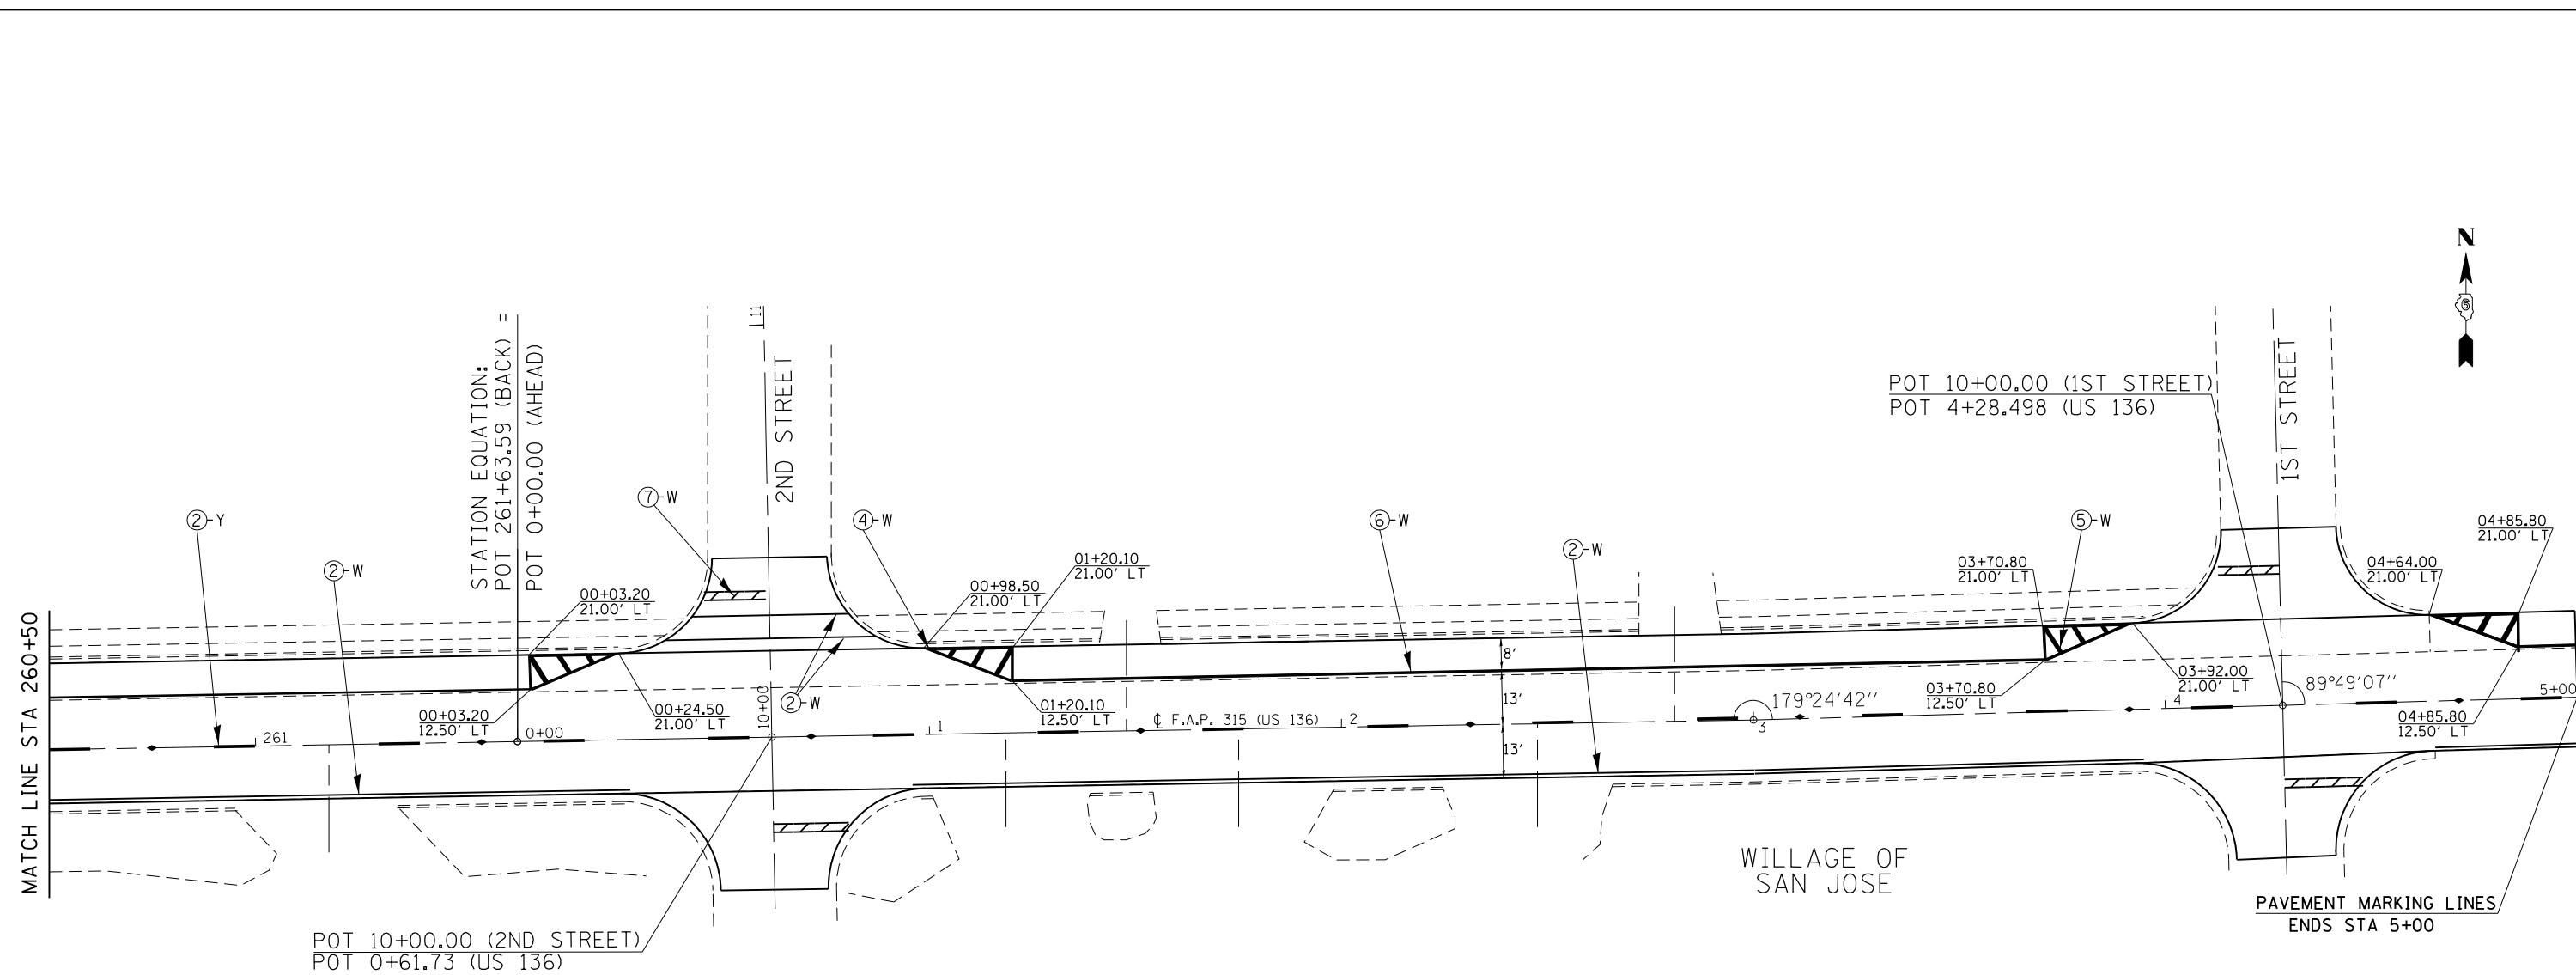 N
6
STATION EQUATION:
POT 261+63.59 (BACK) =
POT 0+00.00 (AHEAD)
11
2ND STREET
POT 10+00.00 (1ST STREET)
POT 4+28.498 (US 136)
1ST STREET
2-Y
2-W
7-W
4-W
6-W
2-W
5-W
04+85.80
21.00' LT
00+03.20
21.00' LT
00+98.50
21.00' LT
01+20.10
21.00' LT
03+70.80
21.00' LT
04+64.00
21.00' LT
MATCH LINE STA 260+50
8'
13'
13'
00+03.20
12.50' LT
00+24.50
21.00' LT
10+00
2-W
01+20.10
12.50' LT
03+70.80
12.50' LT
03+92.00
21.00' LT
179°24'42''
89°49'07''
04+85.80
12.50' LT
261
0+00
1
℄ F.A.P. 315 (US 136)
2
3
4
5+00
WILLAGE OF
SAN JOSE
PAVEMENT MARKING LINES
ENDS STA 5+00
POT 10+00.00 (2ND STREET)
POT 0+61.73 (US 136)